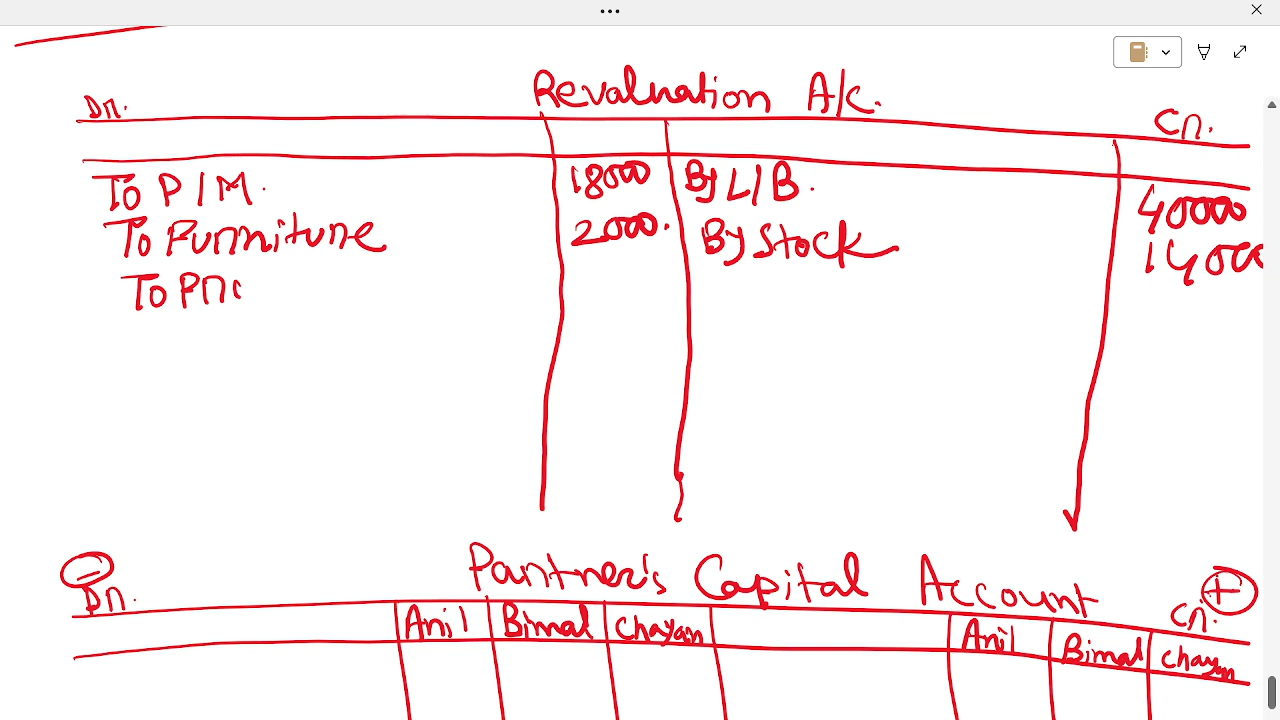 Revaluation A/c.
Dr. Cr.
To P/M. 18000 By L/B. 40000
To Furniture 2000. By Stock 14000
To Pro
Partner's Capital Account
Dr. Cr.
Anil Bimal Chayan Anil Bimal Chayan